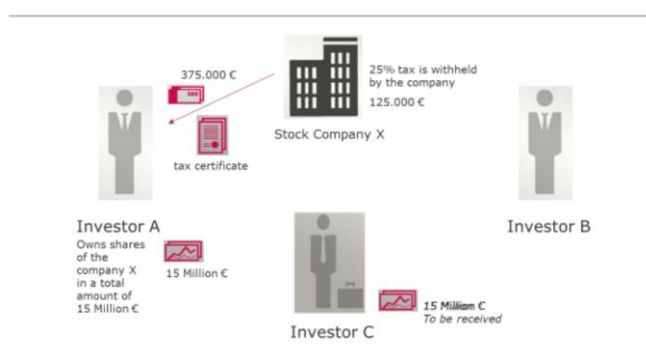 375.000 €
100
25% tax is withheld
by the company
125.000 €
Stock Company X
tax certificate
Investor A
Owns shares
of the
company X
in a total
amount of
15 Million €
15 Million €
Investor B
15 Million €
To be received
Investor C